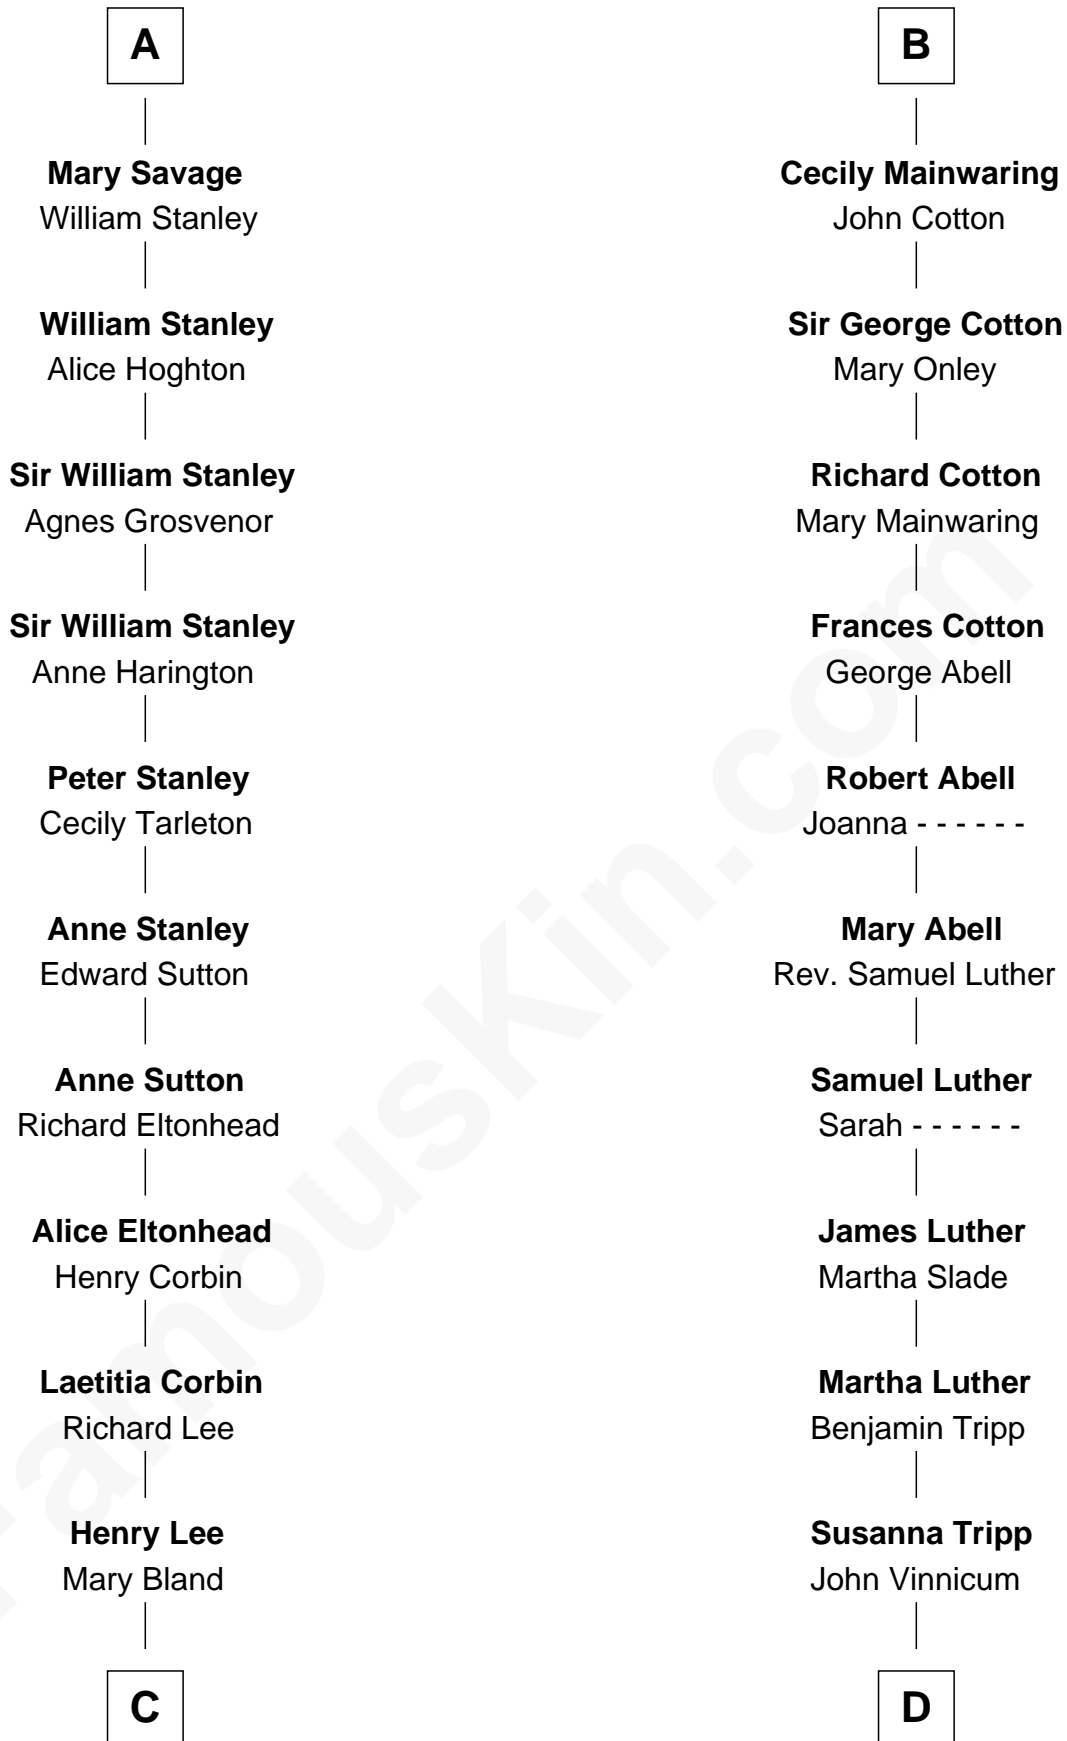 A
Mary Savage
William Stanley
William Stanley
Alice Hoghton
Sir William Stanley
Agnes Grosvenor
Sir William Stanley
Anne Harington
Peter Stanley
Cecily Tarleton
Anne Stanley
Edward Sutton
Anne Sutton
Richard Eltonhead
Alice Eltonhead
Henry Corbin
Laetitia Corbin
Richard Lee
Henry Lee
Mary Bland
C
B
Cecily Mainwaring
John Cotton
Sir George Cotton
Mary Onley
Richard Cotton
Mary Mainwaring
Frances Cotton
George Abell
Robert Abell
Joanna - - - - - -
Mary Abell
Rev. Samuel Luther
Samuel Luther
Sarah - - - - - -
James Luther
Martha Slade
Martha Luther
Benjamin Tripp
Susanna Tripp
John Vinnicum
D
FamousKin.com